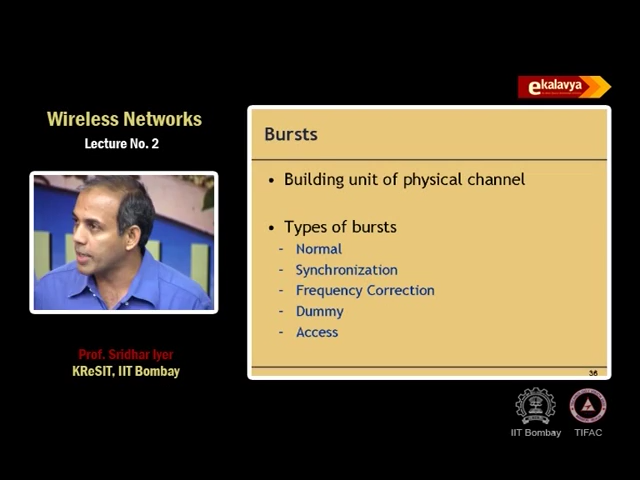 ekalavya
Wireless Networks
Lecture No. 2
Bursts
• Building unit of physical channel
• Types of bursts
- Normal
- Synchronization
- Frequency Correction
- Dummy
- Access
36
Prof. Sridhar Iyer
KReSIT, IIT Bombay
IIT Bombay
TIFAC